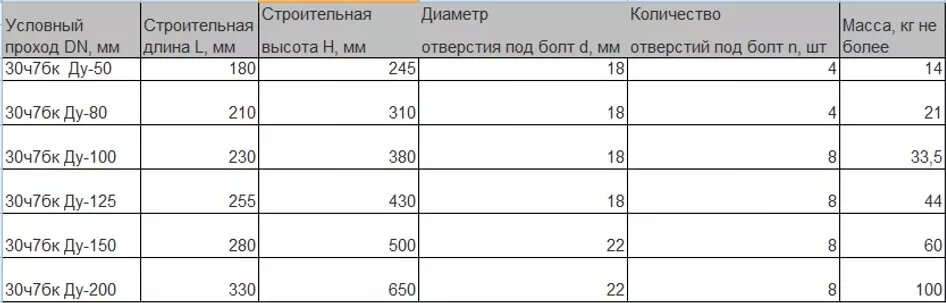 Условный проход DN, мм | Строительная длина L, мм | Строительная высота H, мм | Диаметр отверстия под болт d, мм | Количество отверстий под болт n, шт | Масса, кг не более
30ч7бк Ду-50 | 180 | 245 | 18 | 4 | 14
30ч7бк Ду-80 | 210 | 310 | 18 | 4 | 21
30ч7бк Ду-100 | 230 | 380 | 18 | 8 | 33,5
30ч7бк Ду-125 | 255 | 430 | 18 | 8 | 44
30ч7бк Ду-150 | 280 | 500 | 22 | 8 | 60
30ч7бк Ду-200 | 330 | 650 | 22 | 8 | 100